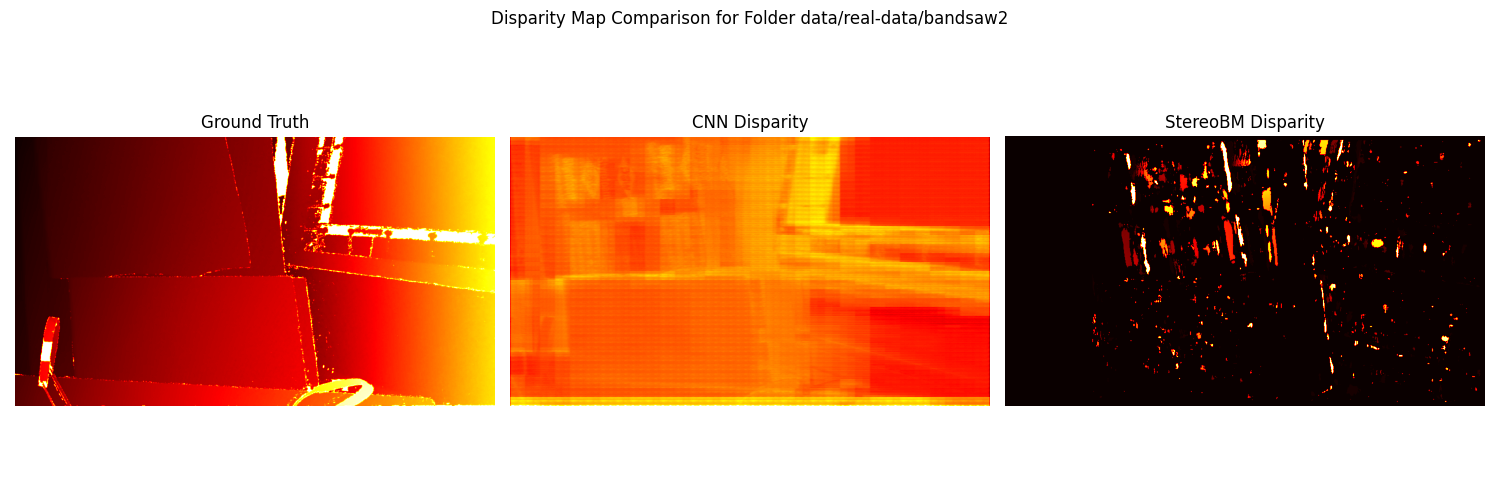 Disparity Map Comparison for Folder data/real-data/bandsaw2
Ground Truth
CNN Disparity
StereoBM Disparity